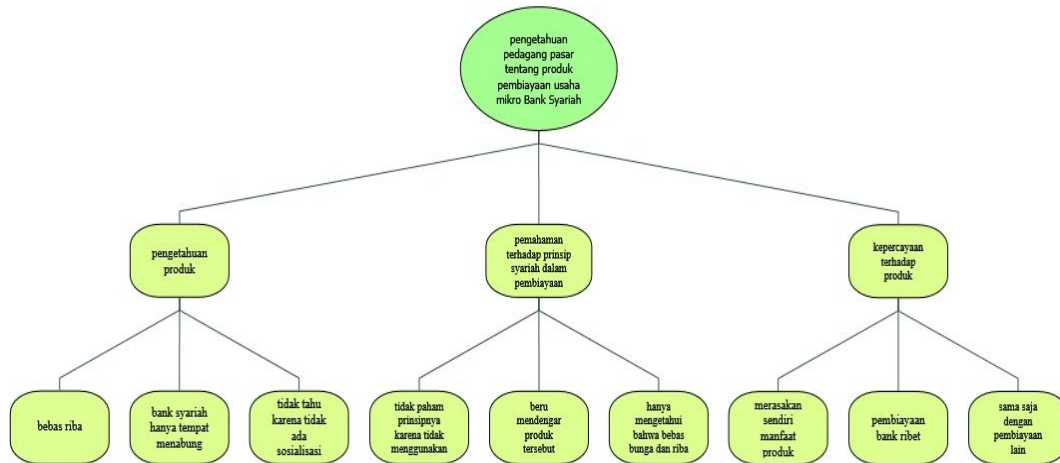 pengetahuan
pedagang pasar
tentang produk
pembiayaan usaha
mikro Bank Syariah
pengetahuan
produk
pemahaman
terhadap prinsip
syariah dalam
pembiayaan
kepercayaan
terhadap
produk
bebas riba
bank syariah
hanya tempat
menabung
tidak tahu
karena tidak
ada
sosialisasi
tidak paham
prinsipnya
karena tidak
menggunakan
beru
mendengar
produk
tersebut
hanya
mengetahui
bahwa bebas
bunga dan riba
merasakan
sendiri
manfaat
produk
pembiayaan
bank ribet
sama saja
dengan
pembiayaan
lain